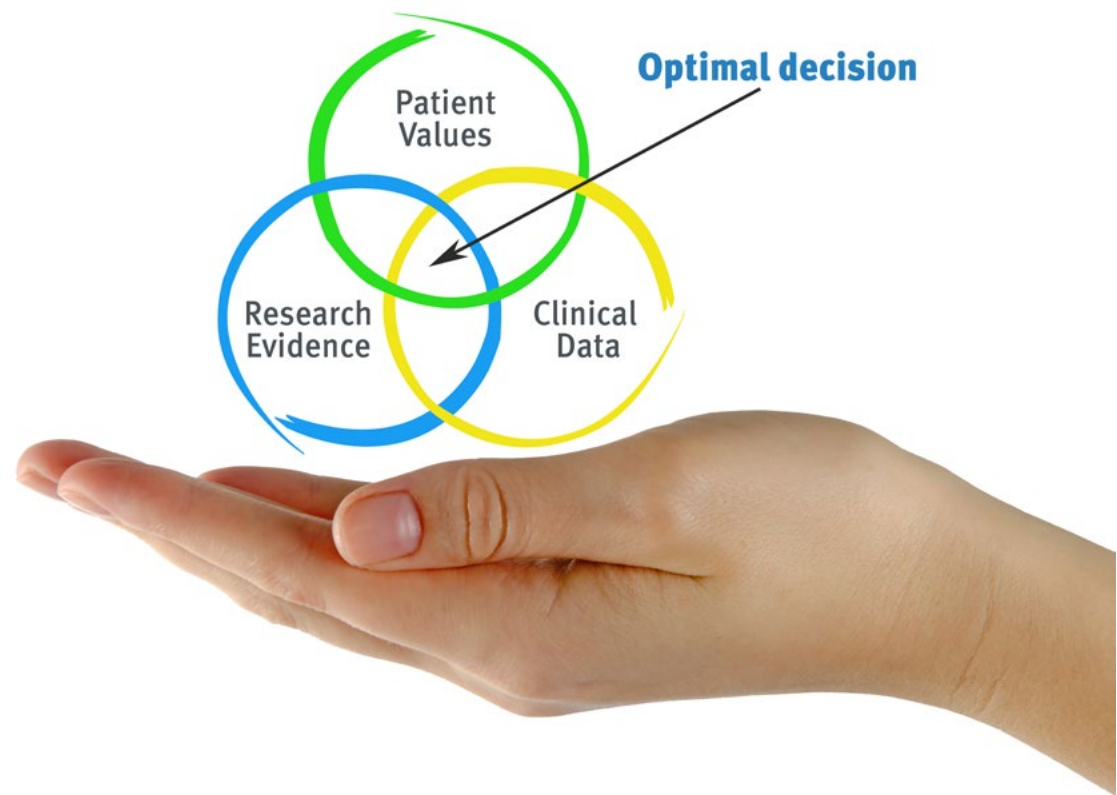 Optimal decision
Patient
Values
Research
Evidence
Clinical
Data